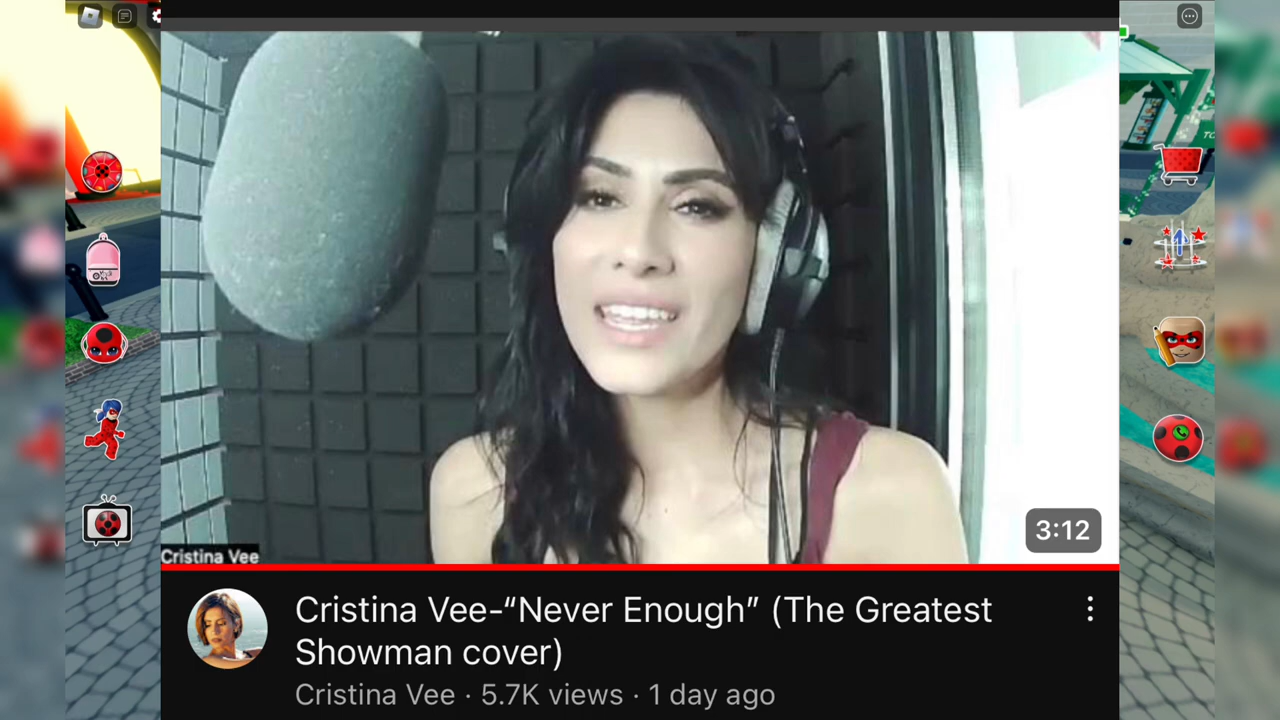 3:12
Cristina Vee
Cristina Vee-“Never Enough” (The Greatest
Showman cover)
Cristina Vee · 5.7K views · 1 day ago